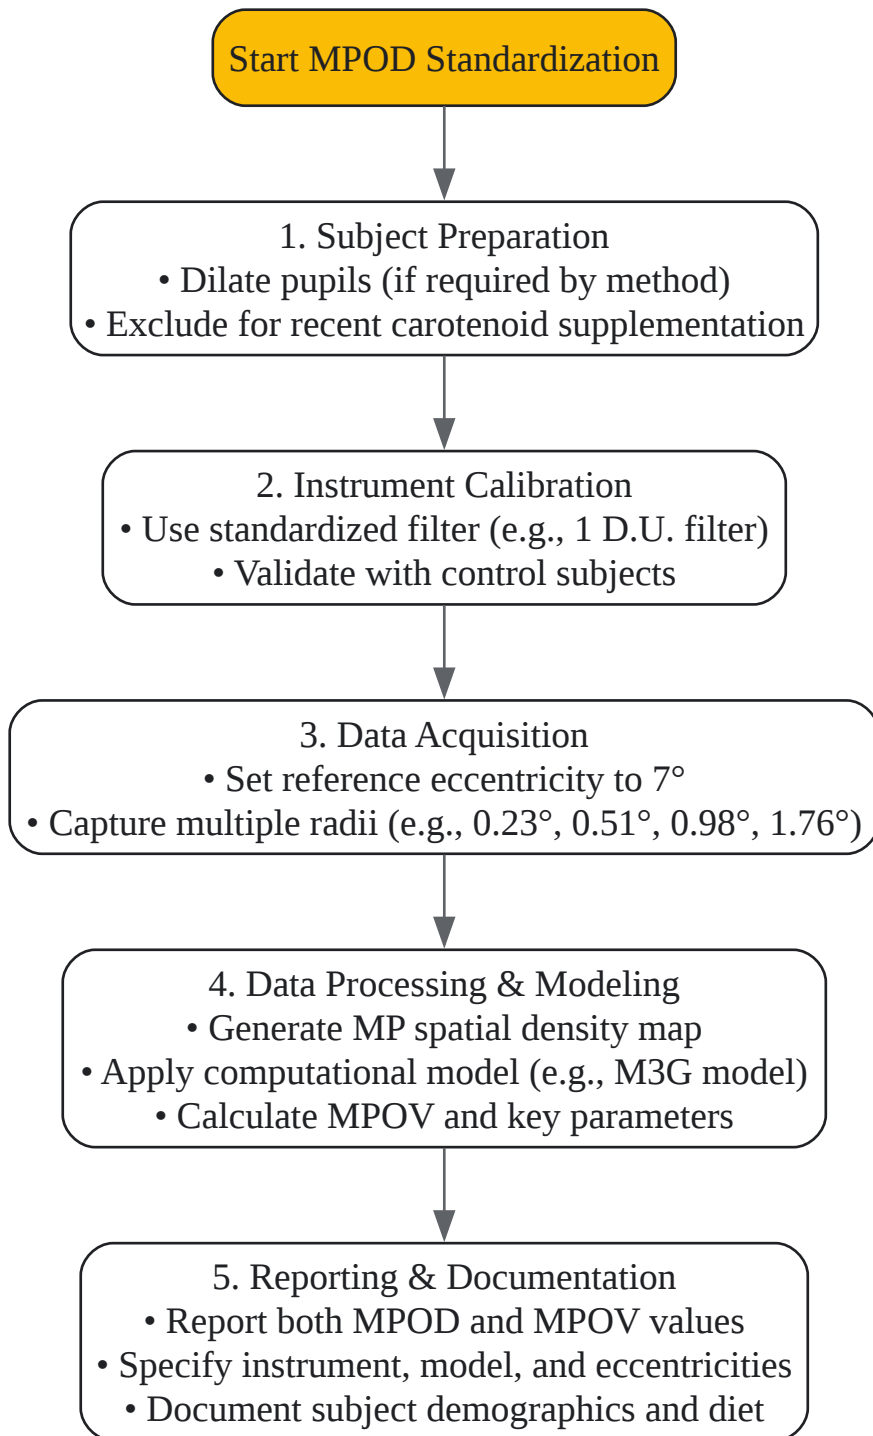 Start MPOD Standardization
1. Subject Preparation
• Dilate pupils (if required by method)
• Exclude for recent carotenoid supplementation
2. Instrument Calibration
• Use standardized filter (e.g., 1 D.U. filter)
• Validate with control subjects
3. Data Acquisition
• Set reference eccentricity to 7°
• Capture multiple radii (e.g., 0.23°, 0.51°, 0.98°, 1.76°)
4. Data Processing & Modeling
• Generate MP spatial density map
• Apply computational model (e.g., M3G model)
• Calculate MPOV and key parameters
5. Reporting & Documentation
• Report both MPOD and MPOV values
• Specify instrument, model, and eccentricities
• Document subject demographics and diet